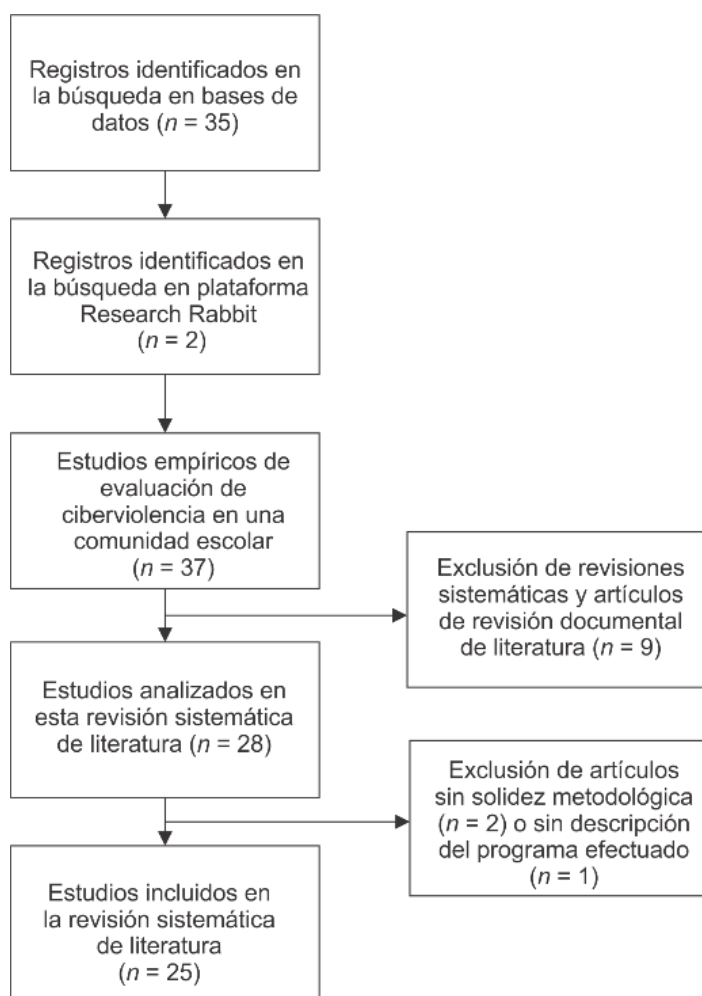 Registros identificados en
la búsqueda en bases de
datos (n = 35)
Registros identificados en
la búsqueda en plataforma
Research Rabbit
(n = 2)
Estudios empíricos de
evaluación de
ciberviolencia en una
comunidad escolar
(n = 37)
Exclusión de revisiones
sistemáticas y artículos
de revisión documental
de literatura (n = 9)
Estudios analizados en
esta revisión sistemática
de literatura (n = 28)
Exclusión de artículos
sin solidez metodológica
(n = 2) o sin descripción
del programa efectuado
(n = 1)
Estudios incluidos en
la revisión sistemática
de literatura
(n = 25)